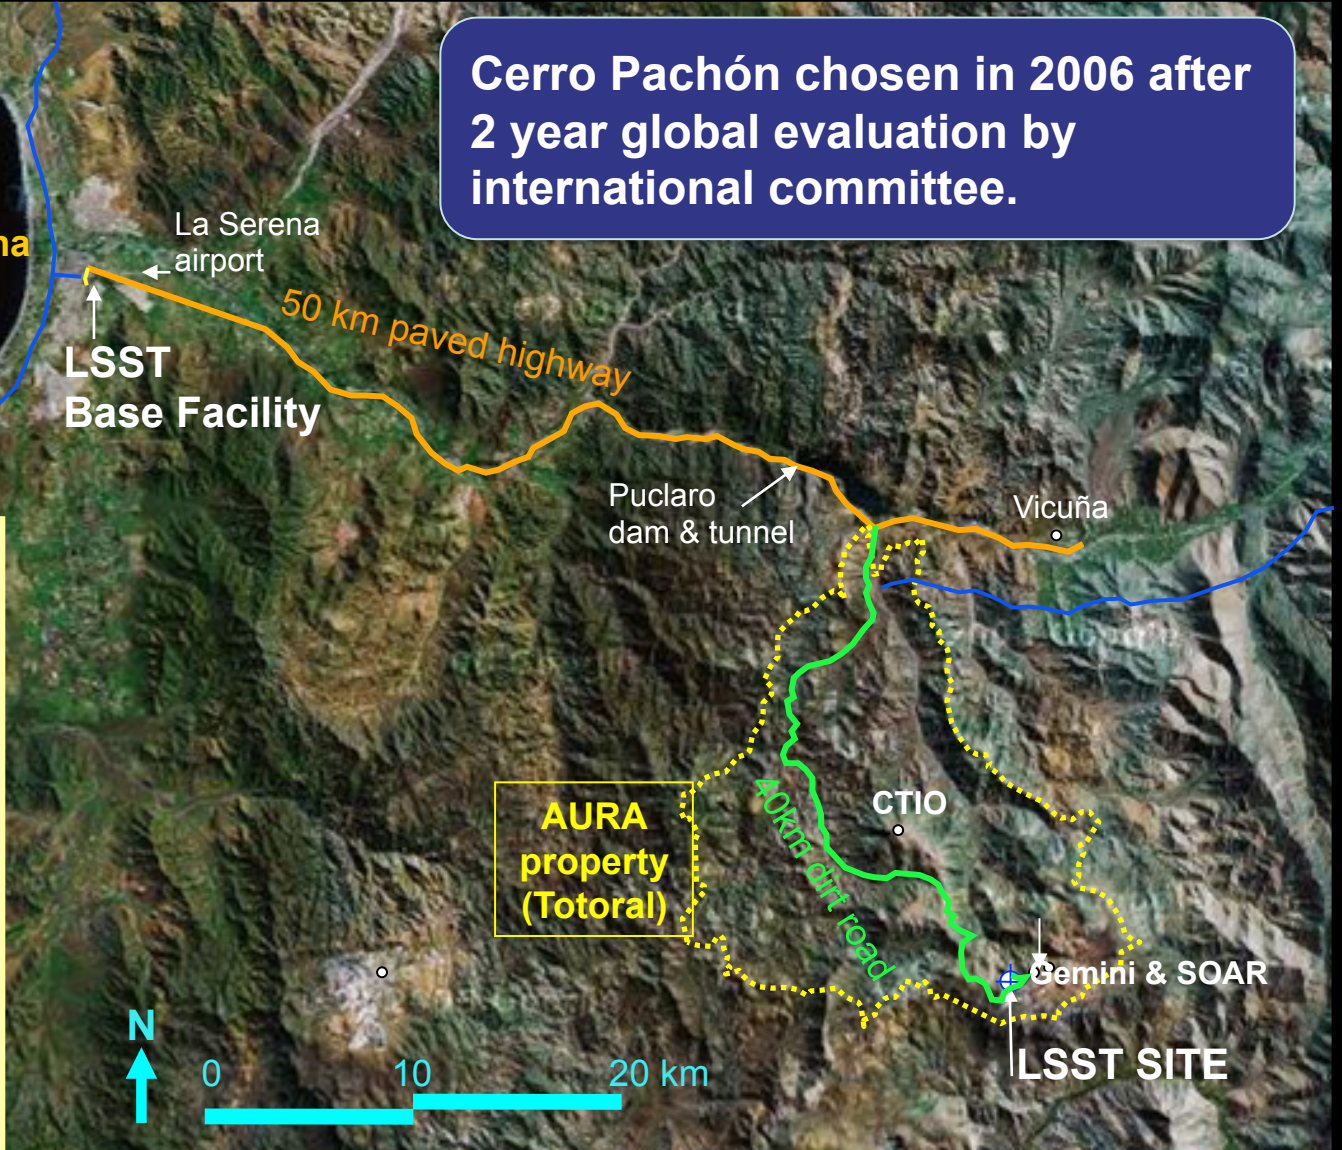 Cerro Pachón chosen in 2006 after
2 year global evaluation by
international committee.
La Serena
airport
na
50 km paved highway
LSST
Base Facility
Puclaro
dam & tunnel
Vicuña
CTIO
AURA
property
(Totoral)
40km dirt road
Gemini & SOAR
LSST SITE
N
0 10 20 km